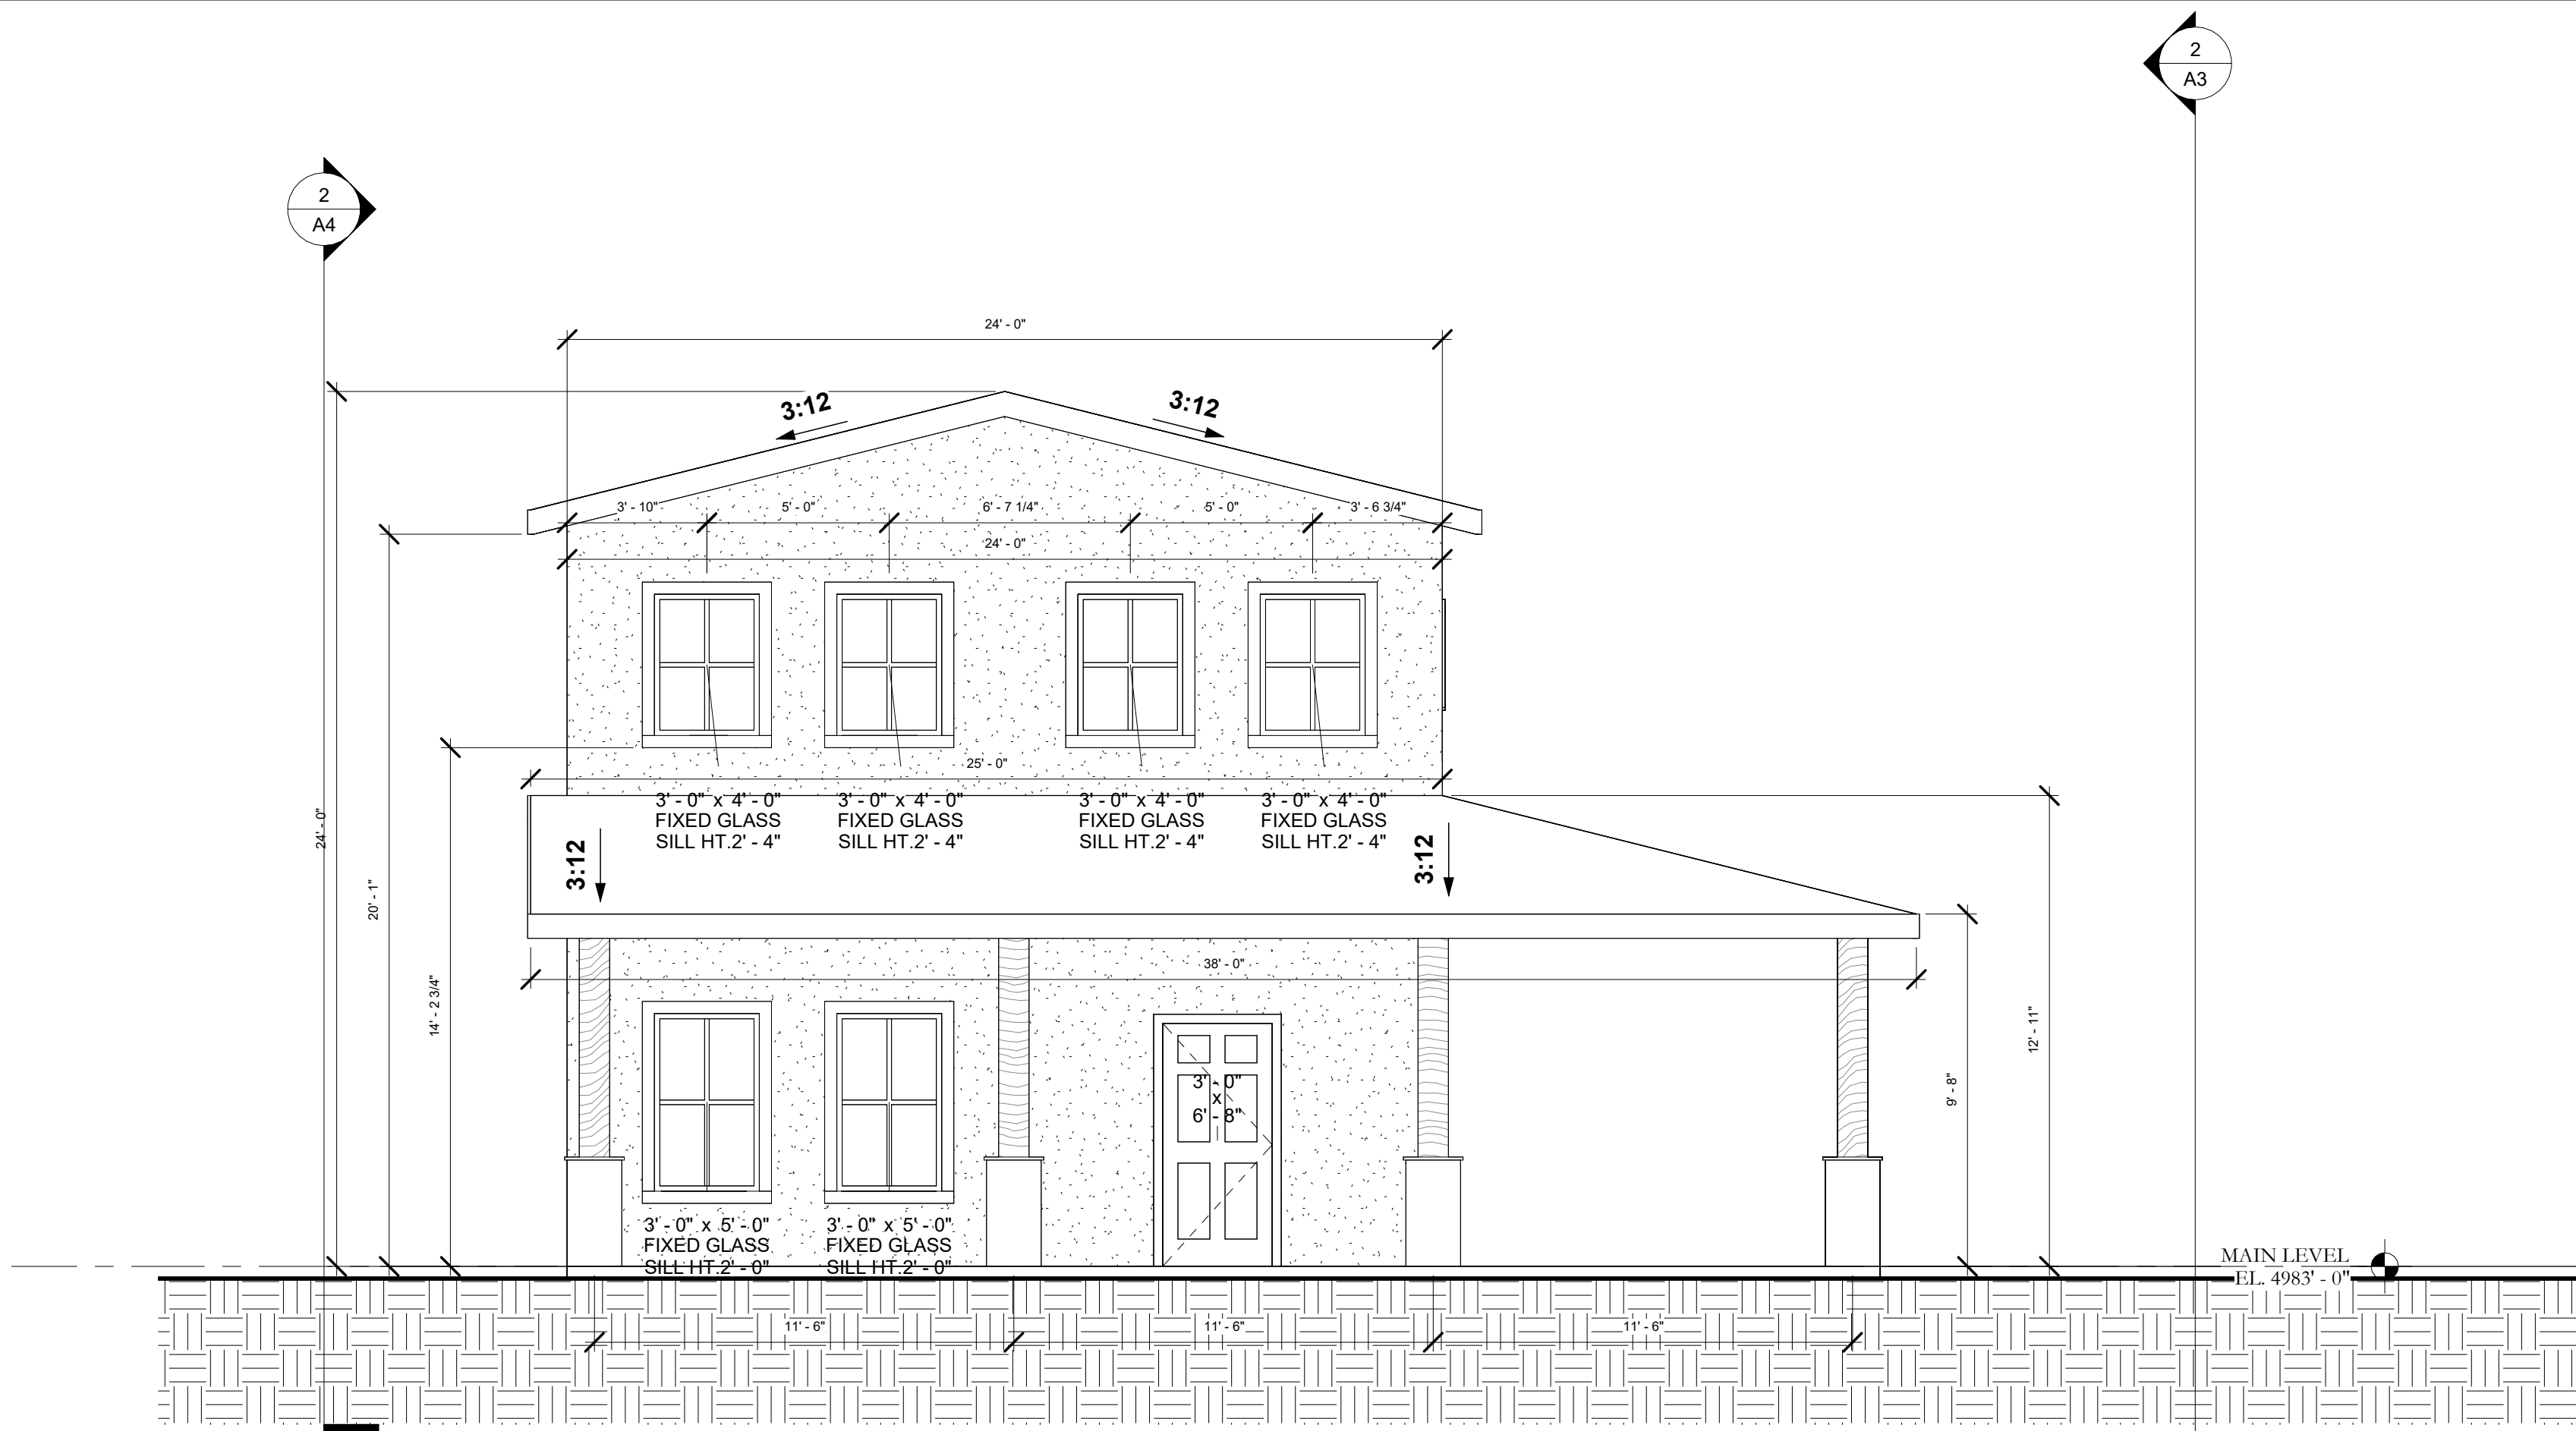 2
A3
2
A4
24' - 0"
3:12
3:12
3' - 10"
5' - 0"
6' - 7 1/4"
5' - 0"
3' - 6 3/4"
24' - 0"
25' - 0"
3' - 0" x 4' - 0"
FIXED GLASS
SILL HT.2' - 4"
3' - 0" x 4' - 0"
FIXED GLASS
SILL HT.2' - 4"
3' - 0" x 4' - 0"
FIXED GLASS
SILL HT.2' - 4"
3' - 0" x 4' - 0"
FIXED GLASS
SILL HT.2' - 4"
24' - 0"
3:12
3:12
20' - 1"
14' - 2 3/4"
38' - 0"
12' - 11"
9' - 8"
3' - 0"
x
6' - 8"
3' - 0" x 5' - 0"
FIXED GLASS
SILL HT.2' - 0"
3' - 0" x 5' - 0"
FIXED GLASS
SILL HT.2' - 0"
MAIN LEVEL
EL. 4983' - 0"
11' - 6"
11' - 6"
11' - 6"